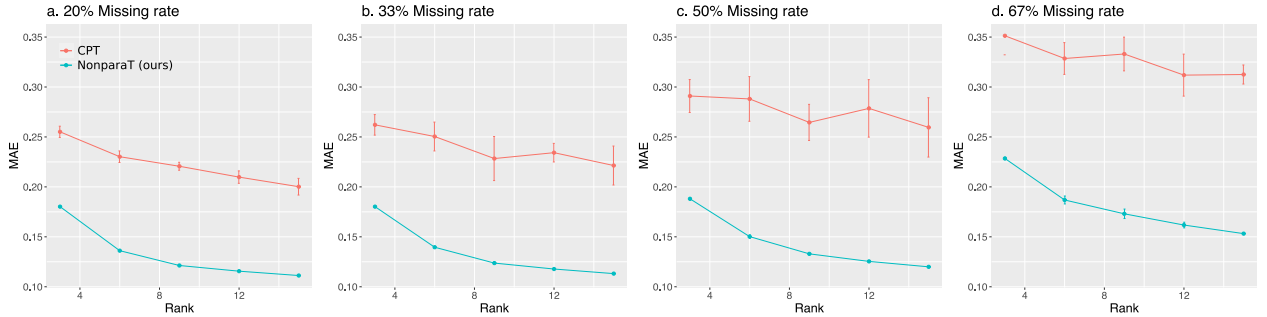 a. 20% Missing rate
CPT
NonparaT (ours)
MAE
0.35
0.30
0.25
0.20
0.15
0.10
4
12
Rank
b. 33% Missing rate
MAE
0.35
0.30
0.25
0.20
0.15
0.10
4
12
Rank
c. 50% Missing rate
MAE
0.35
0.30
0.25
0.20
0.15
0.10
4
12
Rank
d. 67% Missing rate
MAE
0.35
0.30
0.25
0.20
0.15
0.10
4
12
Rank